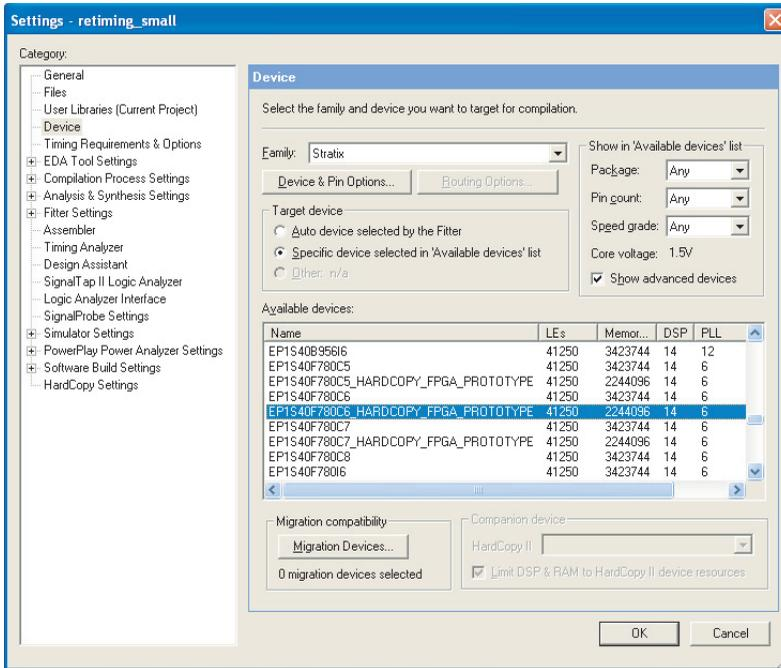 Settings - retiming_small
Category:
General
Files
User Libraries (Current Project)
Device
Timing Requirements & Options
EDA Tool Settings
Compilation Process Settings
Analysis & Synthesis Settings
Fitter Settings
Assembler
Timing Analyzer
Design Assistant
SignalTap II Logic Analyzer
Logic Analyzer Interface
SignalProbe Settings
Simulator Settings
PowerPlay Power Analyzer Settings
Software Build Settings
HardCopy Settings
Device
Select the family and device you want to target for compilation.
Family: Stratix
Device & Pin Options... Routing Options...
Target device
Auto device selected by the Fitter
Specific device selected in 'Available devices' list
Other: n/a
Show in 'Available devices' list
Package: Any
Pin count: Any
Speed grade: Any
Core voltage: 1.5V
Show advanced devices
Available devices:
Name LEs Memor... DSP PLL
EP1S40B956I6 41250 3423744 14 12
EP1S40F780C5 41250 3423744 14 6
EP1S40F780C5_HARDCOPY_FPGA_PROTOTYPE 41250 2244096 14 6
EP1S40F780C6 41250 3423744 14 6
EP1S40F780C6_HARDCOPY_FPGA_PROTOTYPE 41250 2244096 14 6
EP1S40F780C7 41250 3423744 14 6
EP1S40F780C7_HARDCOPY_FPGA_PROTOTYPE 41250 2244096 14 6
EP1S40F780C8 41250 3423744 14 6
EP1S40F780I6 41250 3423744 14 6
Migration compatibility
Migration Devices...
0 migration devices selected
Companion device
HardCopy II
Limit DSP & RAM to HardCopy II device resources
OK Cancel